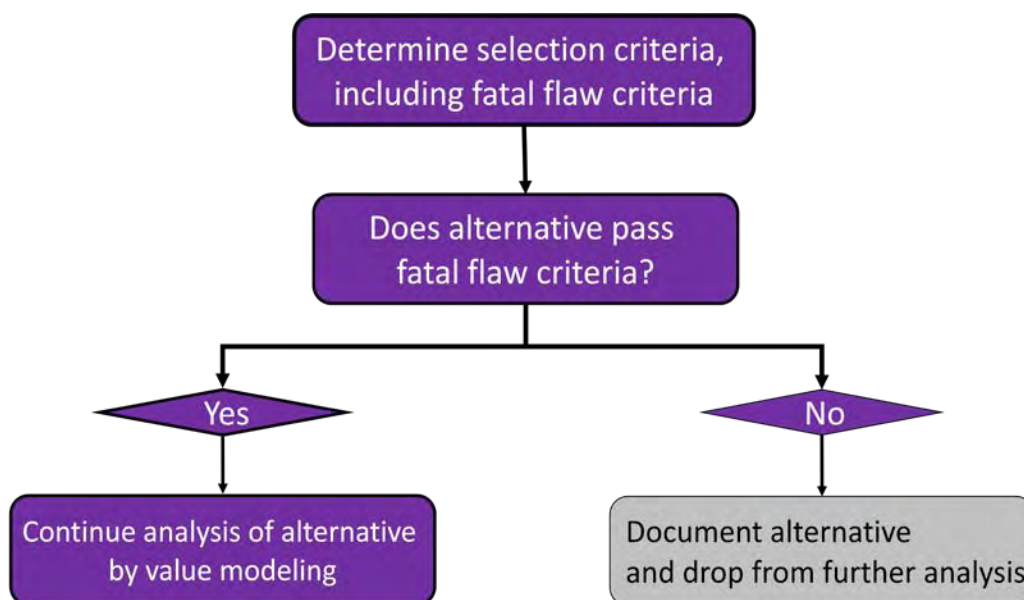 Determine selection criteria,
including fatal flaw criteria
Does alternative pass
fatal flaw criteria?
Yes
No
Continue analysis of alternative
by value modeling
Document alternative
and drop from further analysis